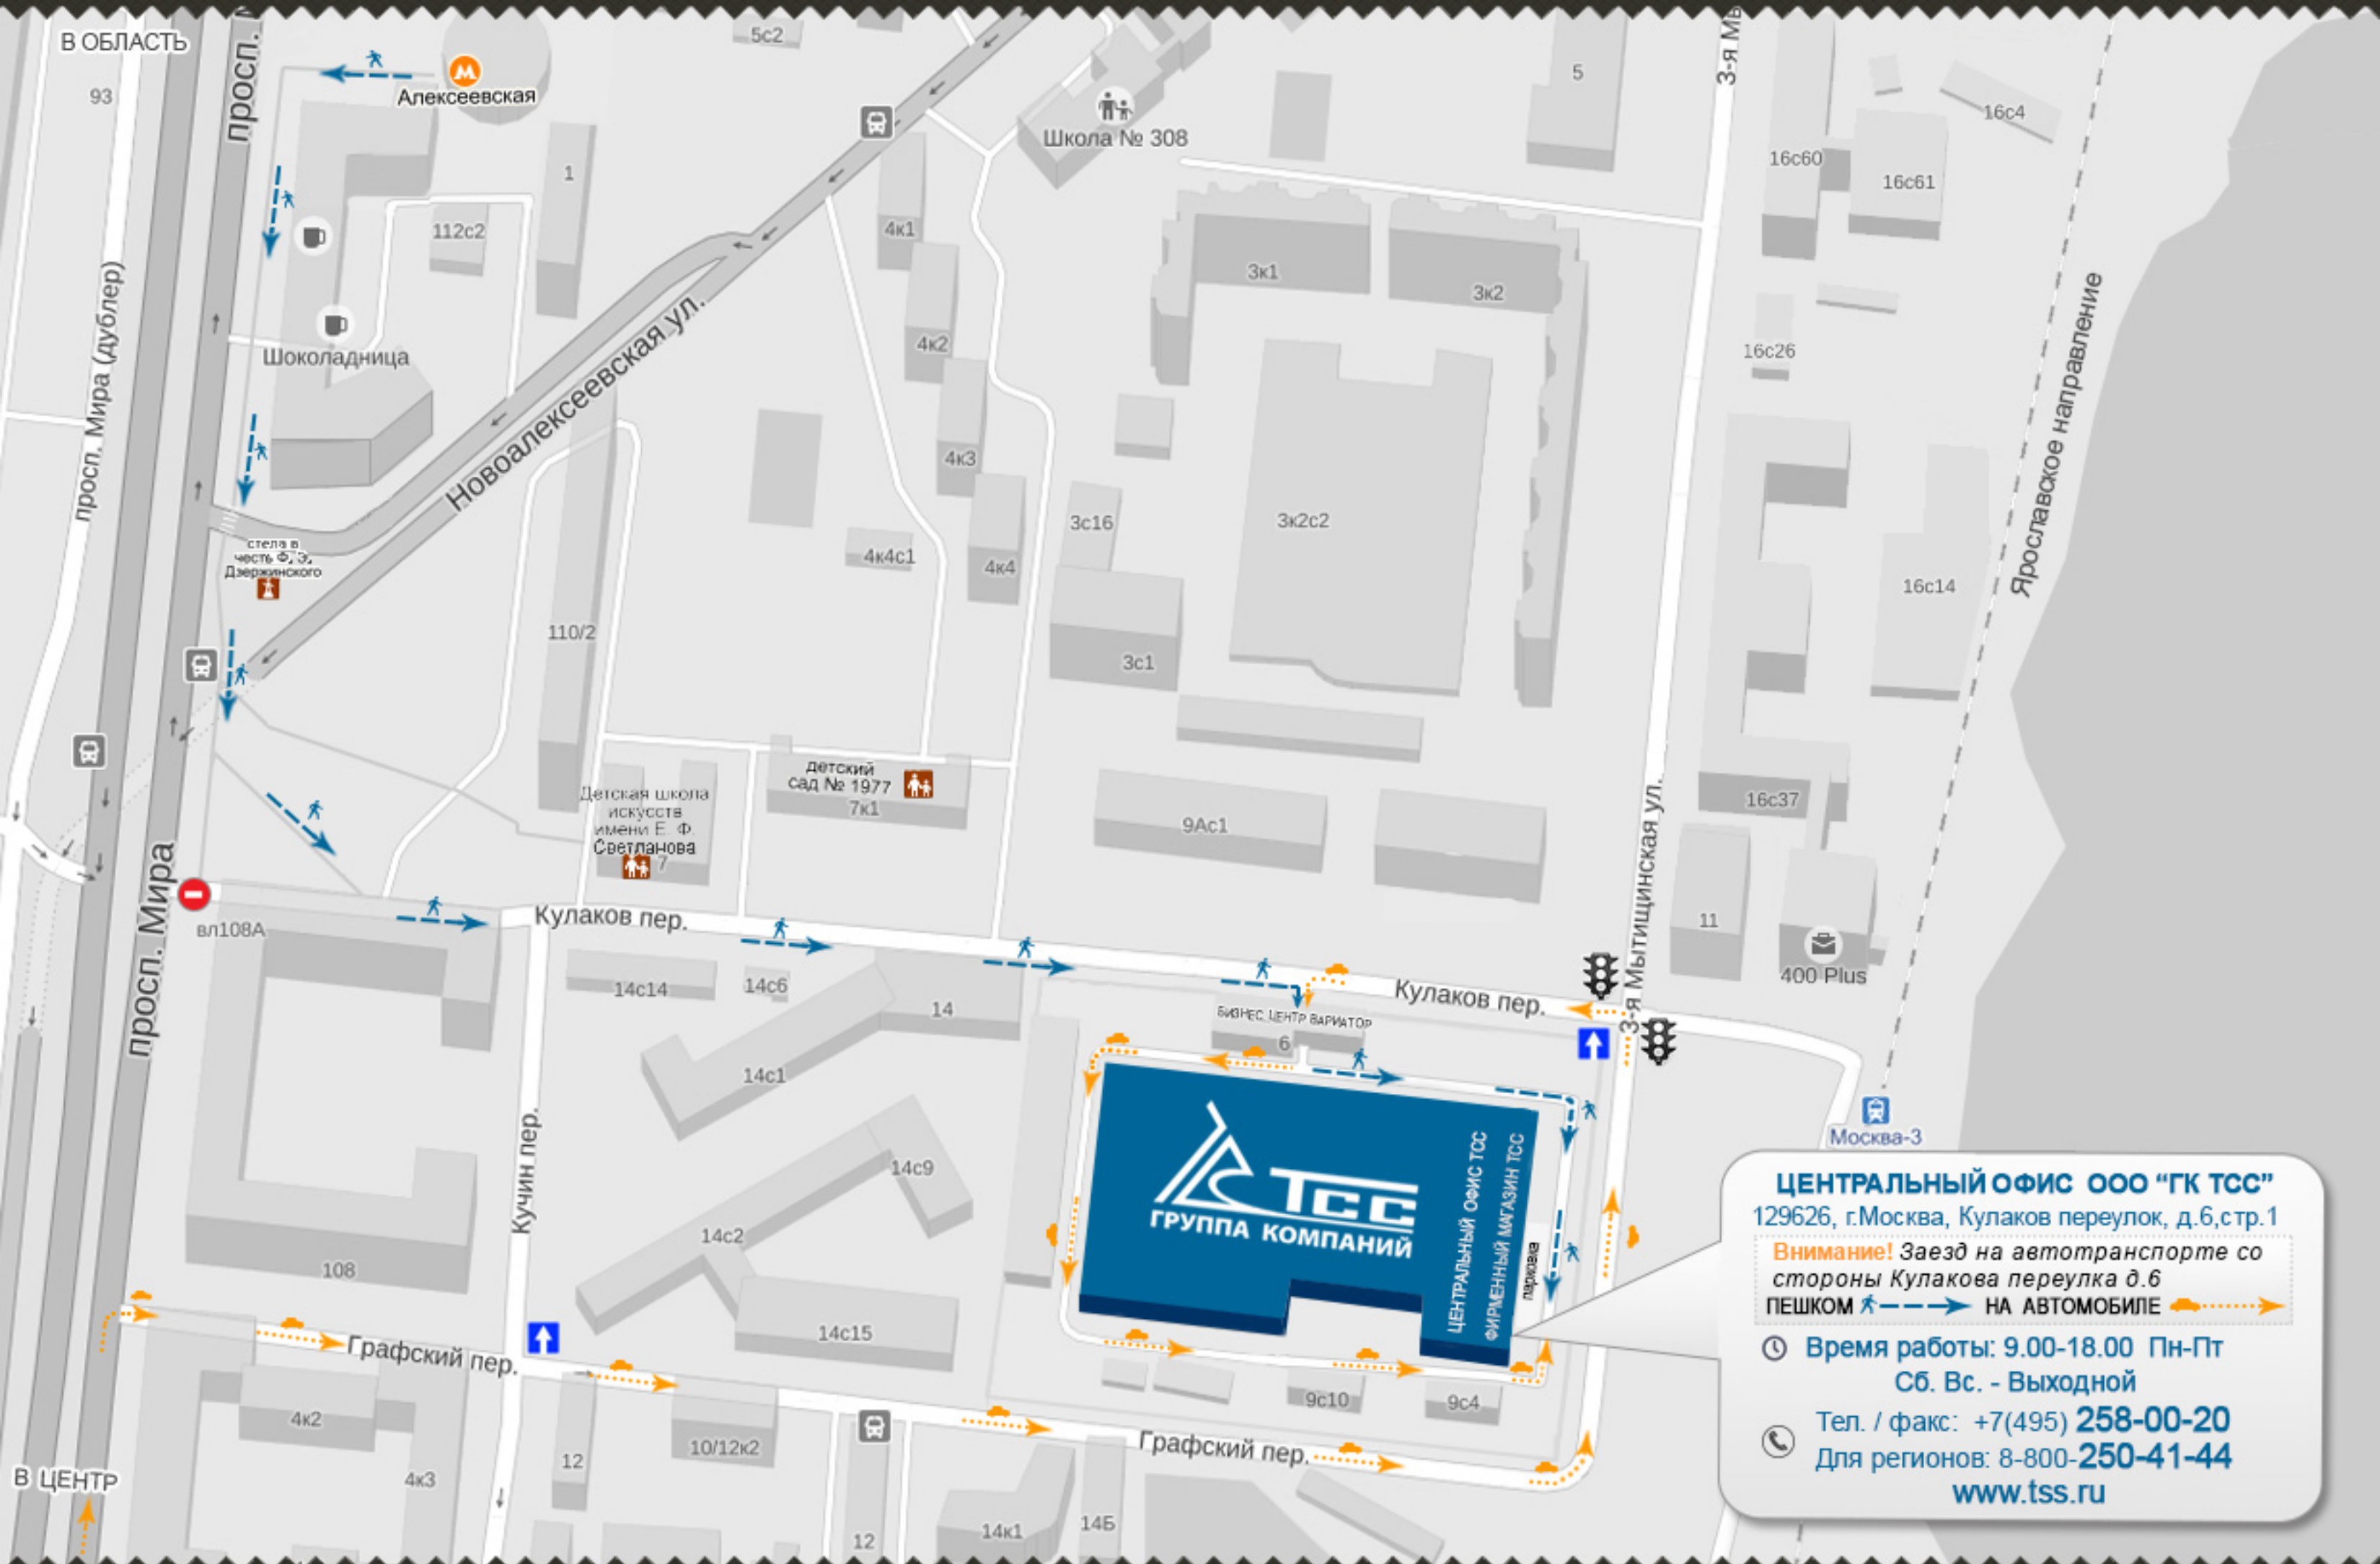 В ОБЛАСТЬ
93
просп.
Алексеевская
5с2
Школа № 308
5
3-я
16с4
16с60
16с61
1
112с2
4к1
3к1
3к2
просп. Мира (дублер)
Шоколадница
4к2
16с26
Ярославское направление
Новоалексеевская ул.
4к3
3с16
3к2с2
стела в
честь Ф. Э.
Дзержинского
4к4с1
4к4
16с14
110/2
3с1
детский
сад № 1977
7к1
Детская школа
искусств
имени Е. Ф.
Светланова
7
9Ас1
16с37
3-я Мытищинская ул.
11
просп. Мира
вл108А
Кулаков пер.
400 Plus
14с14
14с6
14
Кулаков пер.
БИЗНЕС ЦЕНТР ВАРИАТОР
6
14с1
Москва-3
Кучин пер.
14с9
14с2
ТСС
ГРУППА КОМПАНИЙ
ЦЕНТРАЛЬНЫЙ ОФИС ТСС
ФИРМЕННЫЙ МАГАЗИН ТСС
парковка
108
14с15
Графский пер.
4к2
4к3
12
10/12к2
9с10
9с4
Графский пер.
В ЦЕНТР
12
14к1
14Б
ЦЕНТРАЛЬНЫЙ ОФИС ООО “ГК ТСС”
129626, г.Москва, Кулаков переулок, д.6,стр.1
Внимание! Заезд на автотранспорте со
стороны Кулакова переулка д.6
ПЕШКОМ НА АВТОМОБИЛЕ
Время работы: 9.00-18.00 Пн-Пт
Сб. Вс. - Выходной
Тел. / факс: +7(495) 258-00-20
Для регионов: 8-800-250-41-44
www.tss.ru